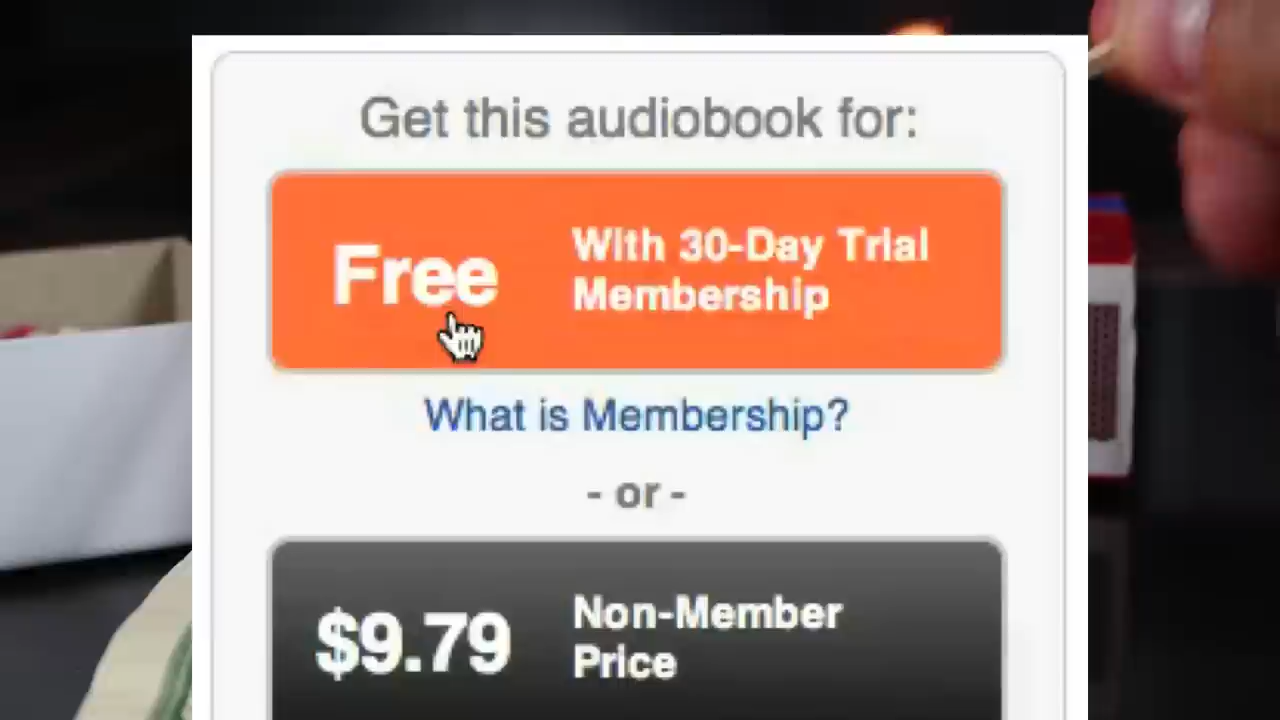 Get this audiobook for:
Free
With 30-Day Trial
Membership
What is Membership?
- or -
$9.79
Non-Member
Price